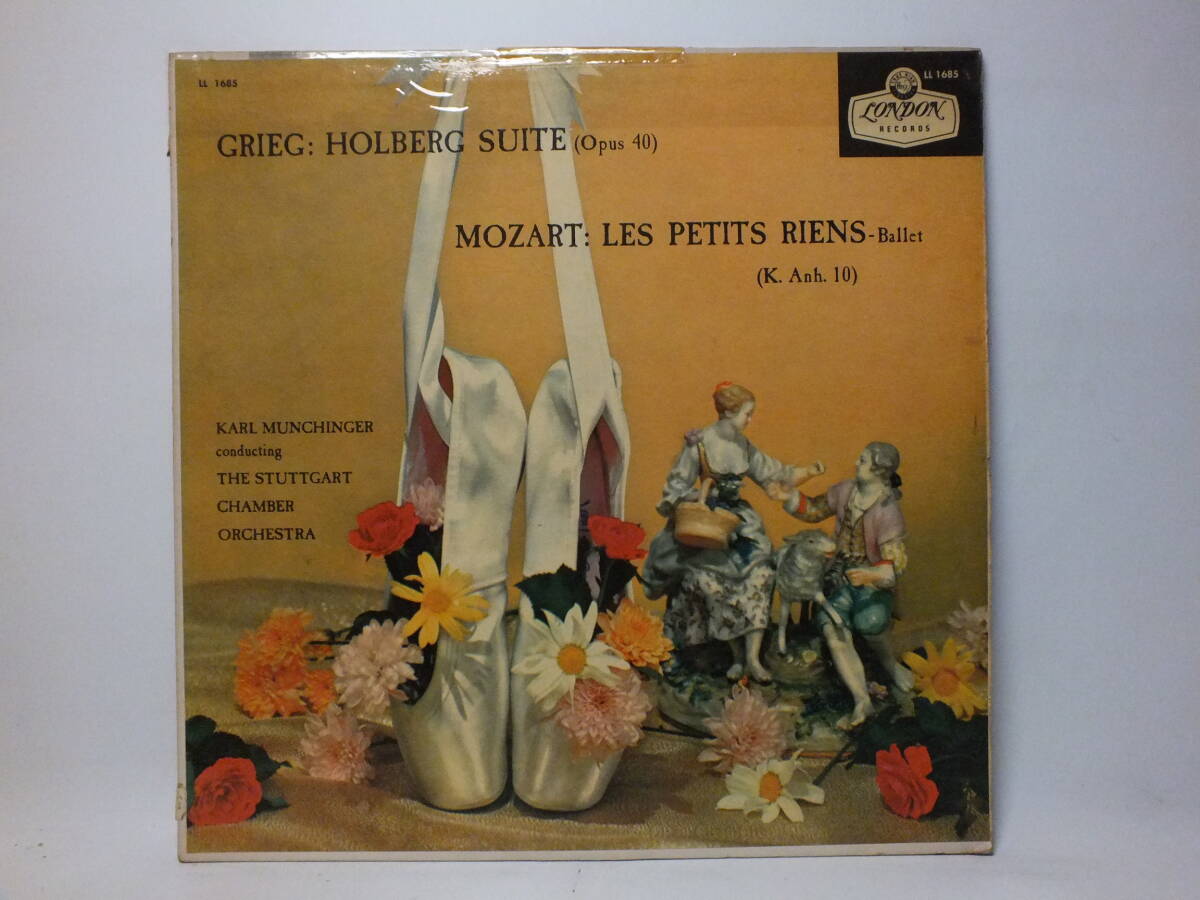 LL 1685
LL 1685
LONDON
RECORDS
GRIEG: HOLBERG SUITE (Opus 40)
MOZART: LES PETITS RIENS-Ballet
(K. Anh. 10)
KARL MUNCHINGER
conducting
THE STUTTGART
CHAMBER
ORCHESTRA